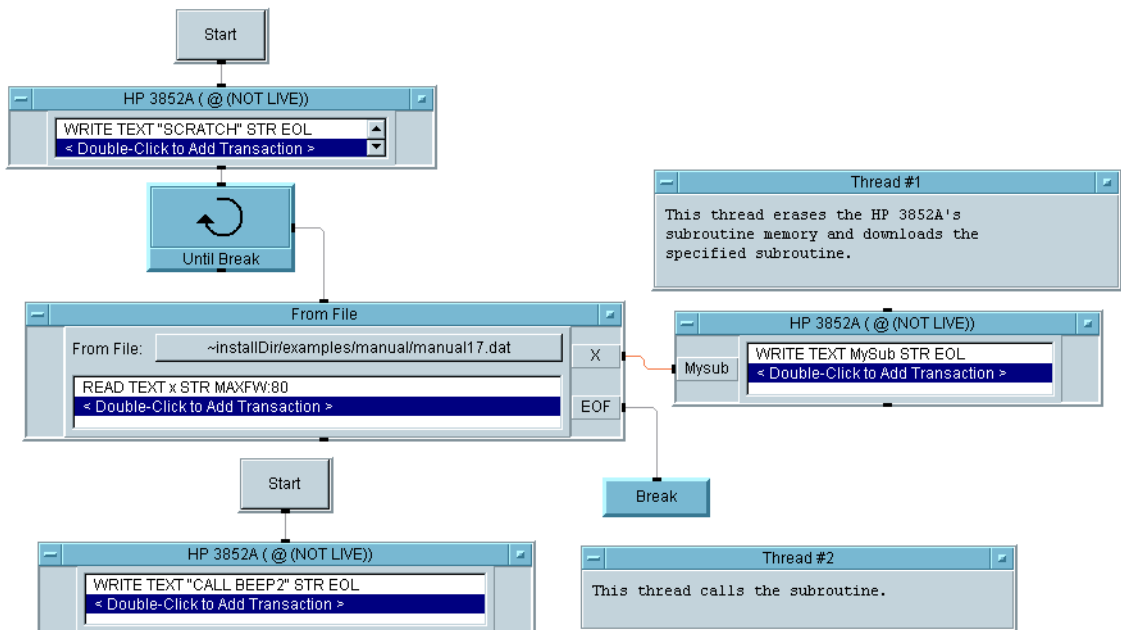 Start
HP 3852A ( @ (NOT LIVE))
WRITE TEXT "SCRATCH" STR EOL
< Double-Click to Add Transaction >
Until Break
Thread #1
This thread erases the HP 3852A's
subroutine memory and downloads the
specified subroutine.
From File
From File:
~installDir/examples/manual/manual17.dat
READ TEXT x STR MAXFW:80
< Double-Click to Add Transaction >
X
EOF
HP 3852A ( @ (NOT LIVE))
Mysub
WRITE TEXT MySub STR EOL
< Double-Click to Add Transaction >
Break
Start
HP 3852A ( @ (NOT LIVE))
WRITE TEXT "CALL BEEP2" STR EOL
< Double-Click to Add Transaction >
Thread #2
This thread calls the subroutine.